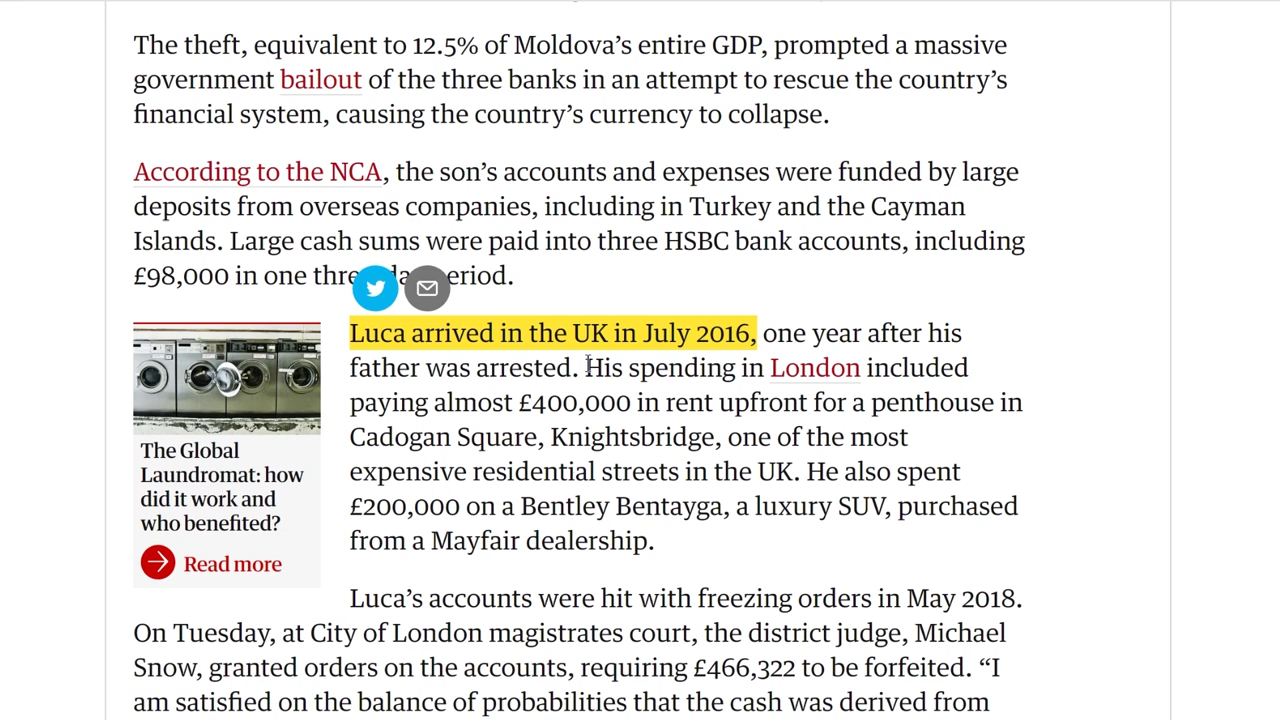 The theft, equivalent to 12.5% of Moldova’s entire GDP, prompted a massive
government bailout of the three banks in an attempt to rescue the country’s
financial system, causing the country’s currency to collapse.
According to the NCA, the son’s accounts and expenses were funded by large
deposits from overseas companies, including in Turkey and the Cayman
Islands. Large cash sums were paid into three HSBC bank accounts, including
£98,000 in one period.
Luca arrived in the UK in July 2016, one year after his
father was arrested. His spending in London included
paying almost £400,000 in rent upfront for a penthouse in
Cadogan Square, Knightsbridge, one of the most
expensive residential streets in the UK. He also spent
£200,000 on a Bentley Bentayga, a luxury SUV, purchased
from a Mayfair dealership.
The Global
Laundromat: how
did it work and
who benefited?
Read more
Luca’s accounts were hit with freezing orders in May 2018.
On Tuesday, at City of London magistrates court, the district judge, Michael
Snow, granted orders on the accounts, requiring £466,322 to be forfeited. “I
am satisfied on the balance of probabilities that the cash was derived from